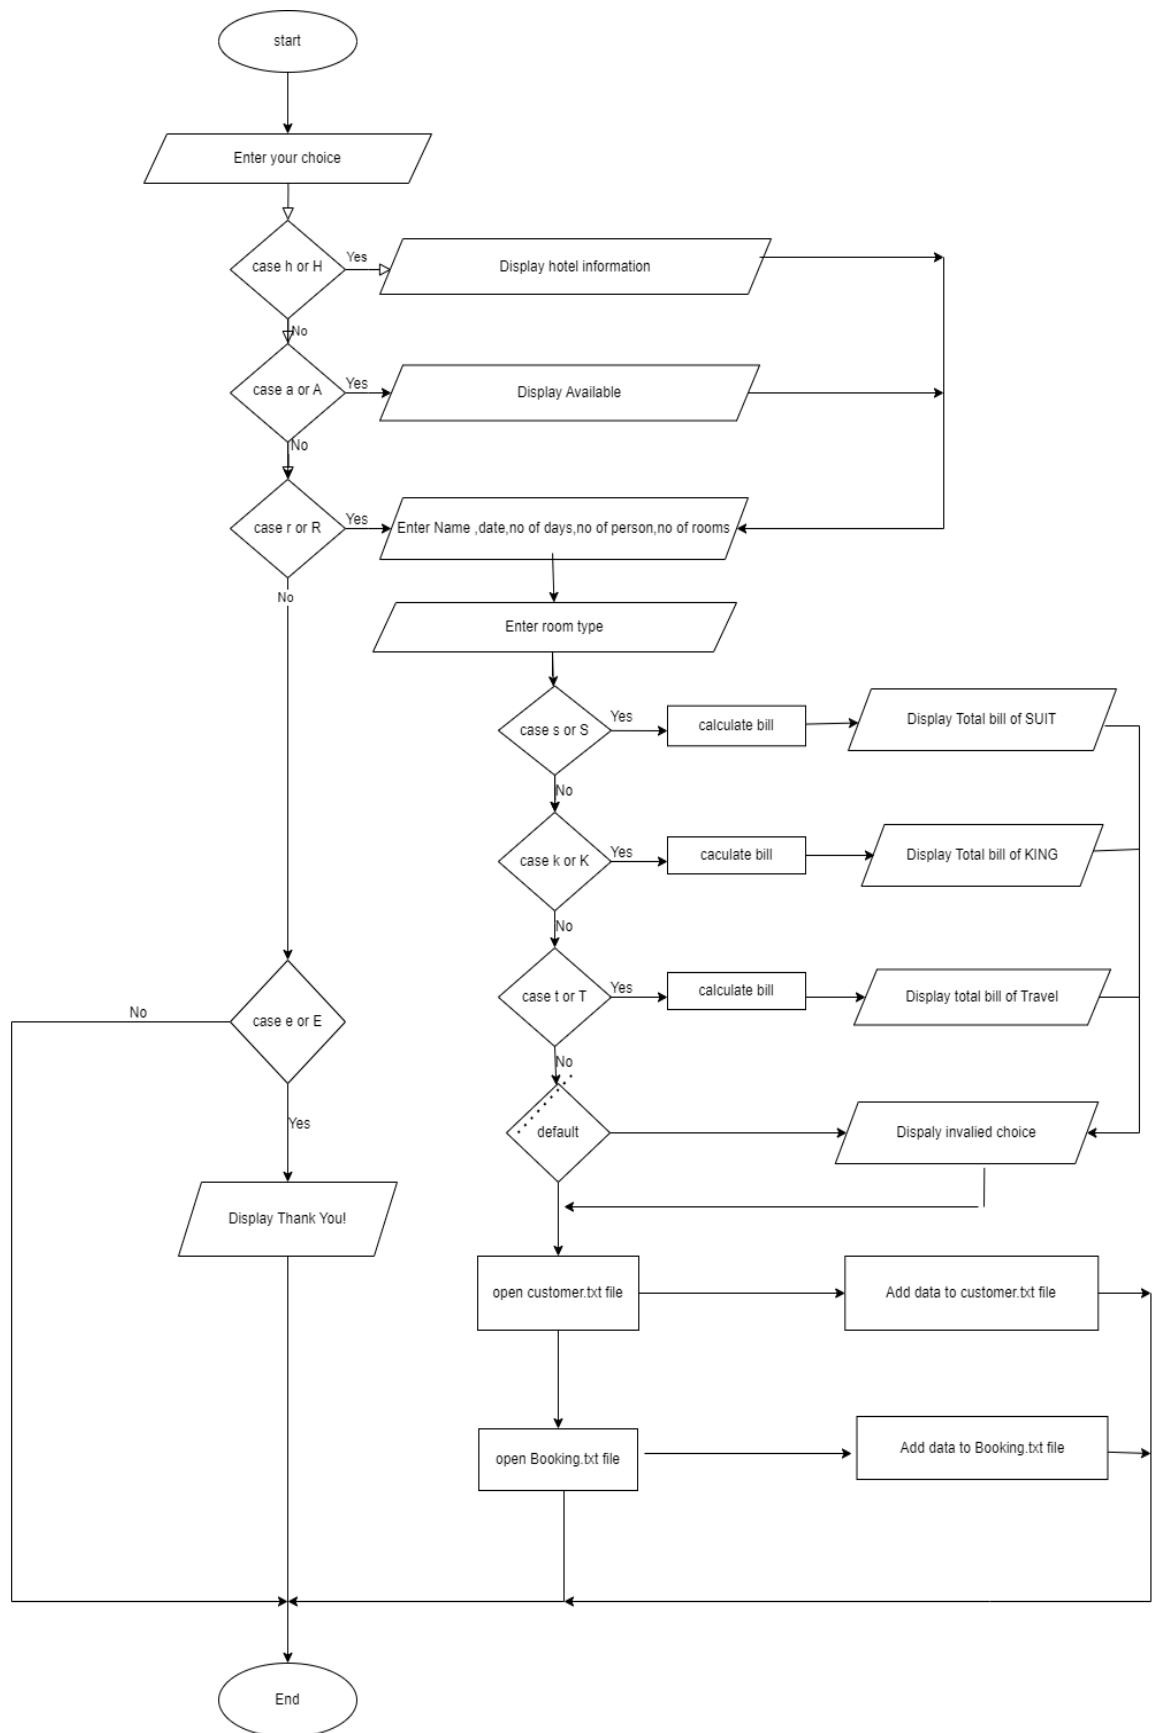 start
Enter your choice
case h or H
Yes
Display hotel information
No
case a or A
Yes
Display Available
No
case r or R
Yes
Enter Name ,date,no of days,no of person,no of rooms
No
Enter room type
case s or S
Yes
calculate bill
Display Total bill of SUIT
No
case k or K
Yes
caculate bill
Display Total bill of KING
No
case t or T
Yes
calculate bill
Display total bill of Travel
No
case e or E
No
Yes
default
Dispaly invalied choice
Display Thank You!
open customer.txt file
Add data to customer.txt file
open Booking.txt file
Add data to Booking.txt file
End